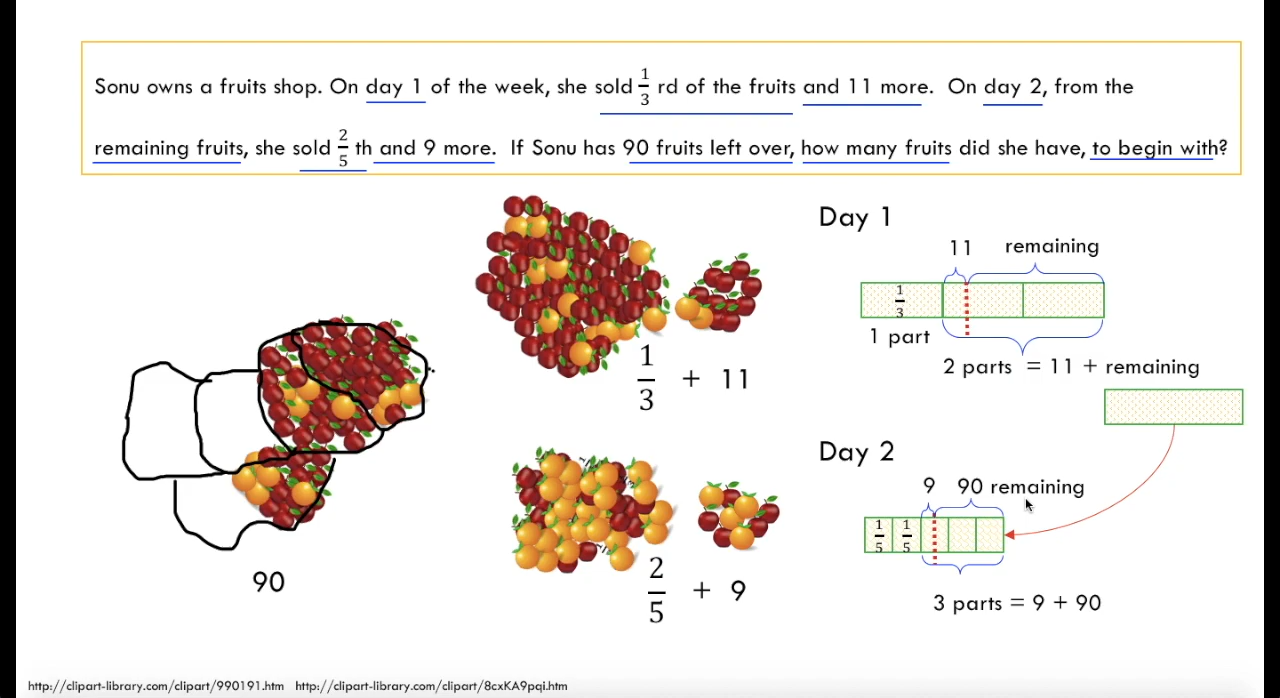 Sonu owns a fruits shop. On day 1 of the week, she sold 1/3 rd of the fruits and 11 more. On day 2, from the
remaining fruits, she sold 2/5 th and 9 more. If Sonu has 90 fruits left over, how many fruits did she have, to begin with?
Day 1
11 remaining
1/3
1 part
2 parts = 11 + remaining
1/3 + 11
Day 2
9 90 remaining
1/5 1/5
3 parts = 9 + 90
2/5 + 9
90
http://clipart-library.com/clipart/990191.htm http://clipart-library.com/clipart/8cxKA9pqi.htm